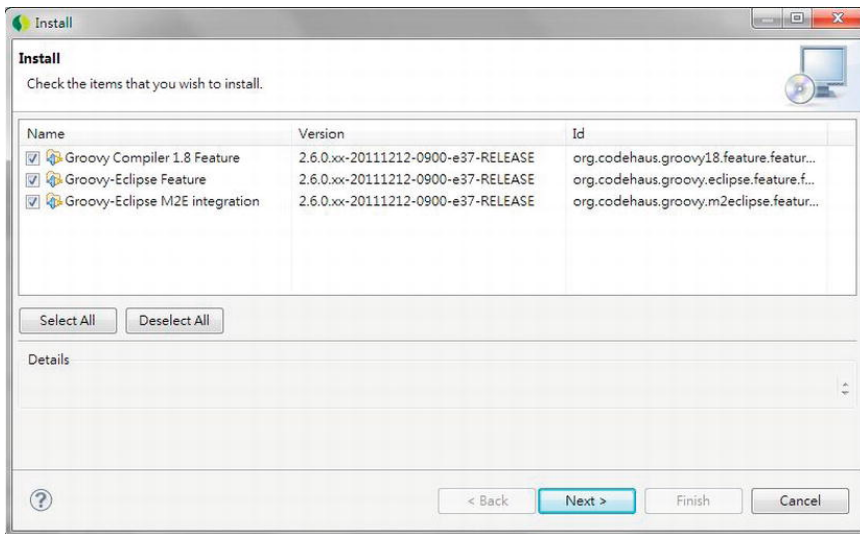 Install
Install
Check the items that you wish to install.
Name Version Id
Groovy Compiler 1.8 Feature 2.6.0.xx-20111212-0900-e37-RELEASE org.codehaus.groovy18.feature.featur...
Groovy-Eclipse Feature 2.6.0.xx-20111212-0900-e37-RELEASE org.codehaus.groovy.eclipse.feature.f...
Groovy-Eclipse M2E integration 2.6.0.xx-20111212-0900-e37-RELEASE org.codehaus.groovy.m2eclipse.featur...
Select All Deselect All
Details
? < Back Next > Finish Cancel